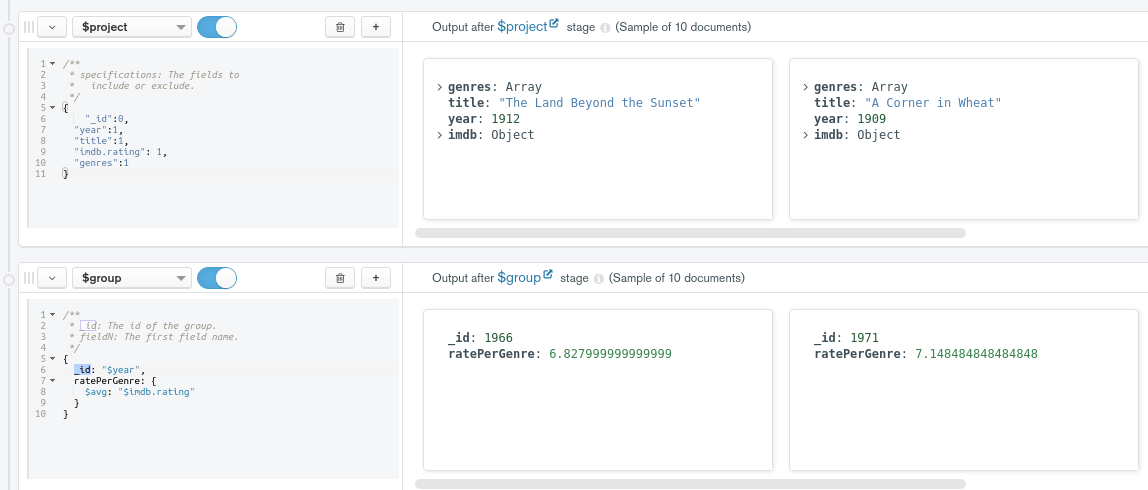 $project
+
Output after $project stage (Sample of 10 documents)
1 /**
2 * specifications: The fields to
3 *   include or exclude.
4 */
5 {
6 "_id":0,
7 "year":1,
8 "title":1,
9 "imdb.rating": 1,
10 "genres":1
11 }
genres: Array
title: "The Land Beyond the Sunset"
year: 1912
imdb: Object
genres: Array
title: "A Corner in Wheat"
year: 1909
imdb: Object
$group
+
Output after $group stage (Sample of 10 documents)
1 /**
2 * _id: The id of the group.
3 * fieldN: The first field name.
4 */
5 {
6 _id: "$year",
7 ratePerGenre: {
8 $avg: "$imdb.rating"
9 }
10 }
_id: 1966
ratePerGenre: 6.827999999999999
_id: 1971
ratePerGenre: 7.148484848484848